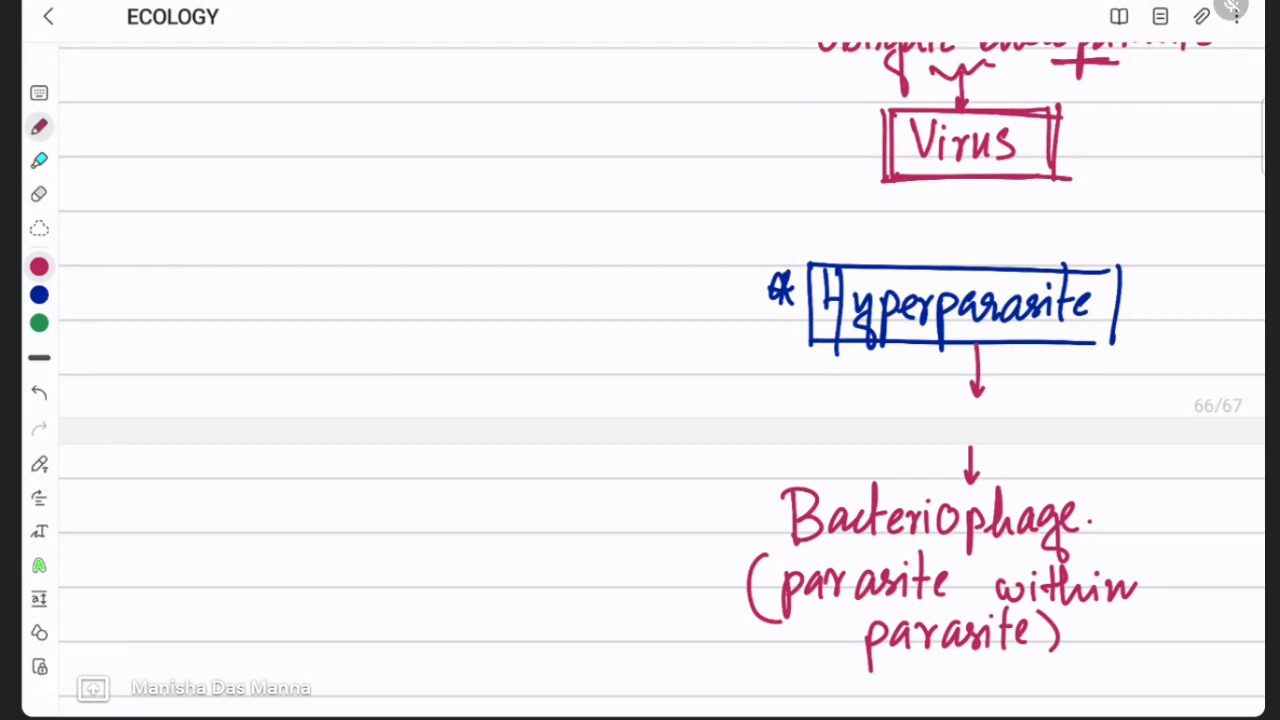 ECOLOGY
Virus
* Hyperparasite
66/67
Bacteriophage.
(parasite within
parasite)
Manisha Das Manna